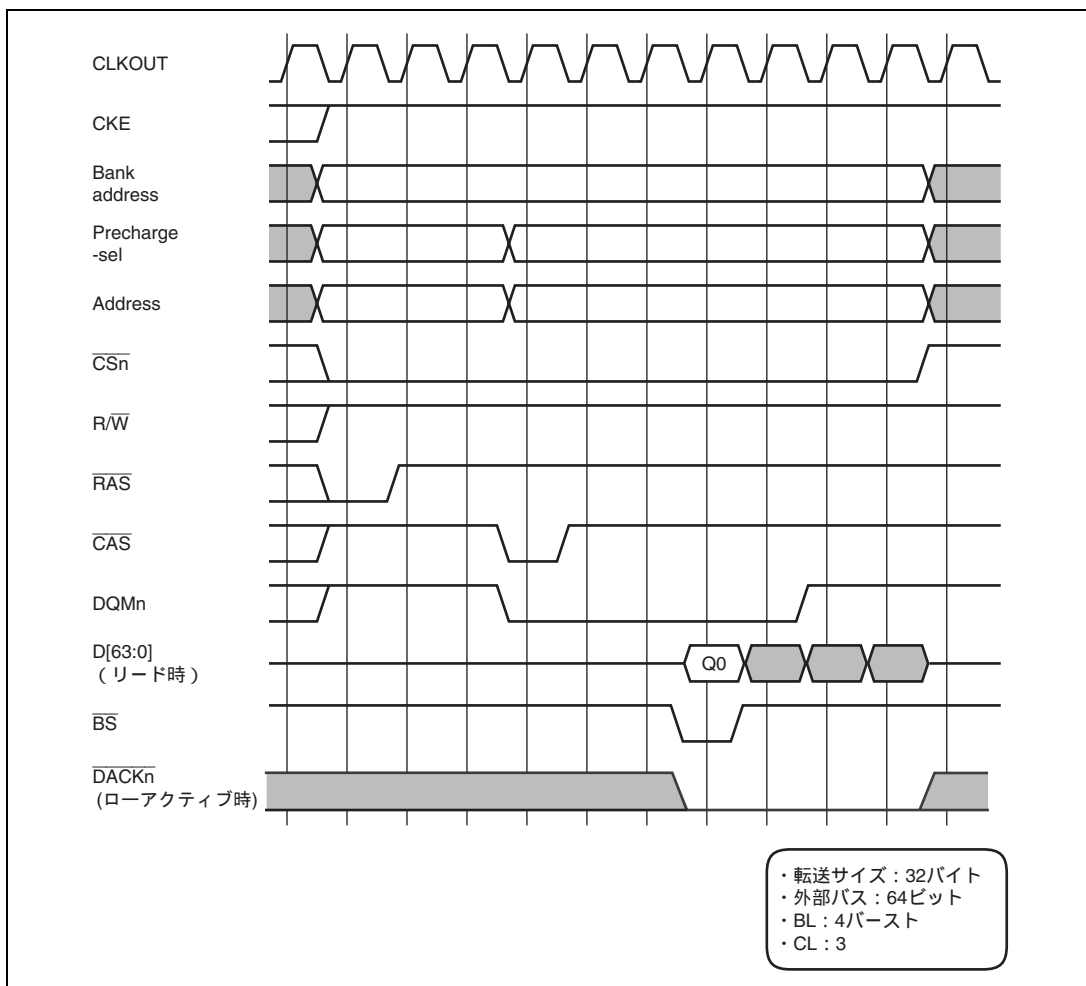 CLKOUT
CKE
Bank
address
Precharge
-sel
Address
CSn
R/W
RAS
CAS
DQMn
D[63:0]
（リード時）
Q0
BS
DACKn
(ローアクティブ時)
・転送サイズ：32バイト
・外部バス：64ビット
・BL：4バースト
・CL：3